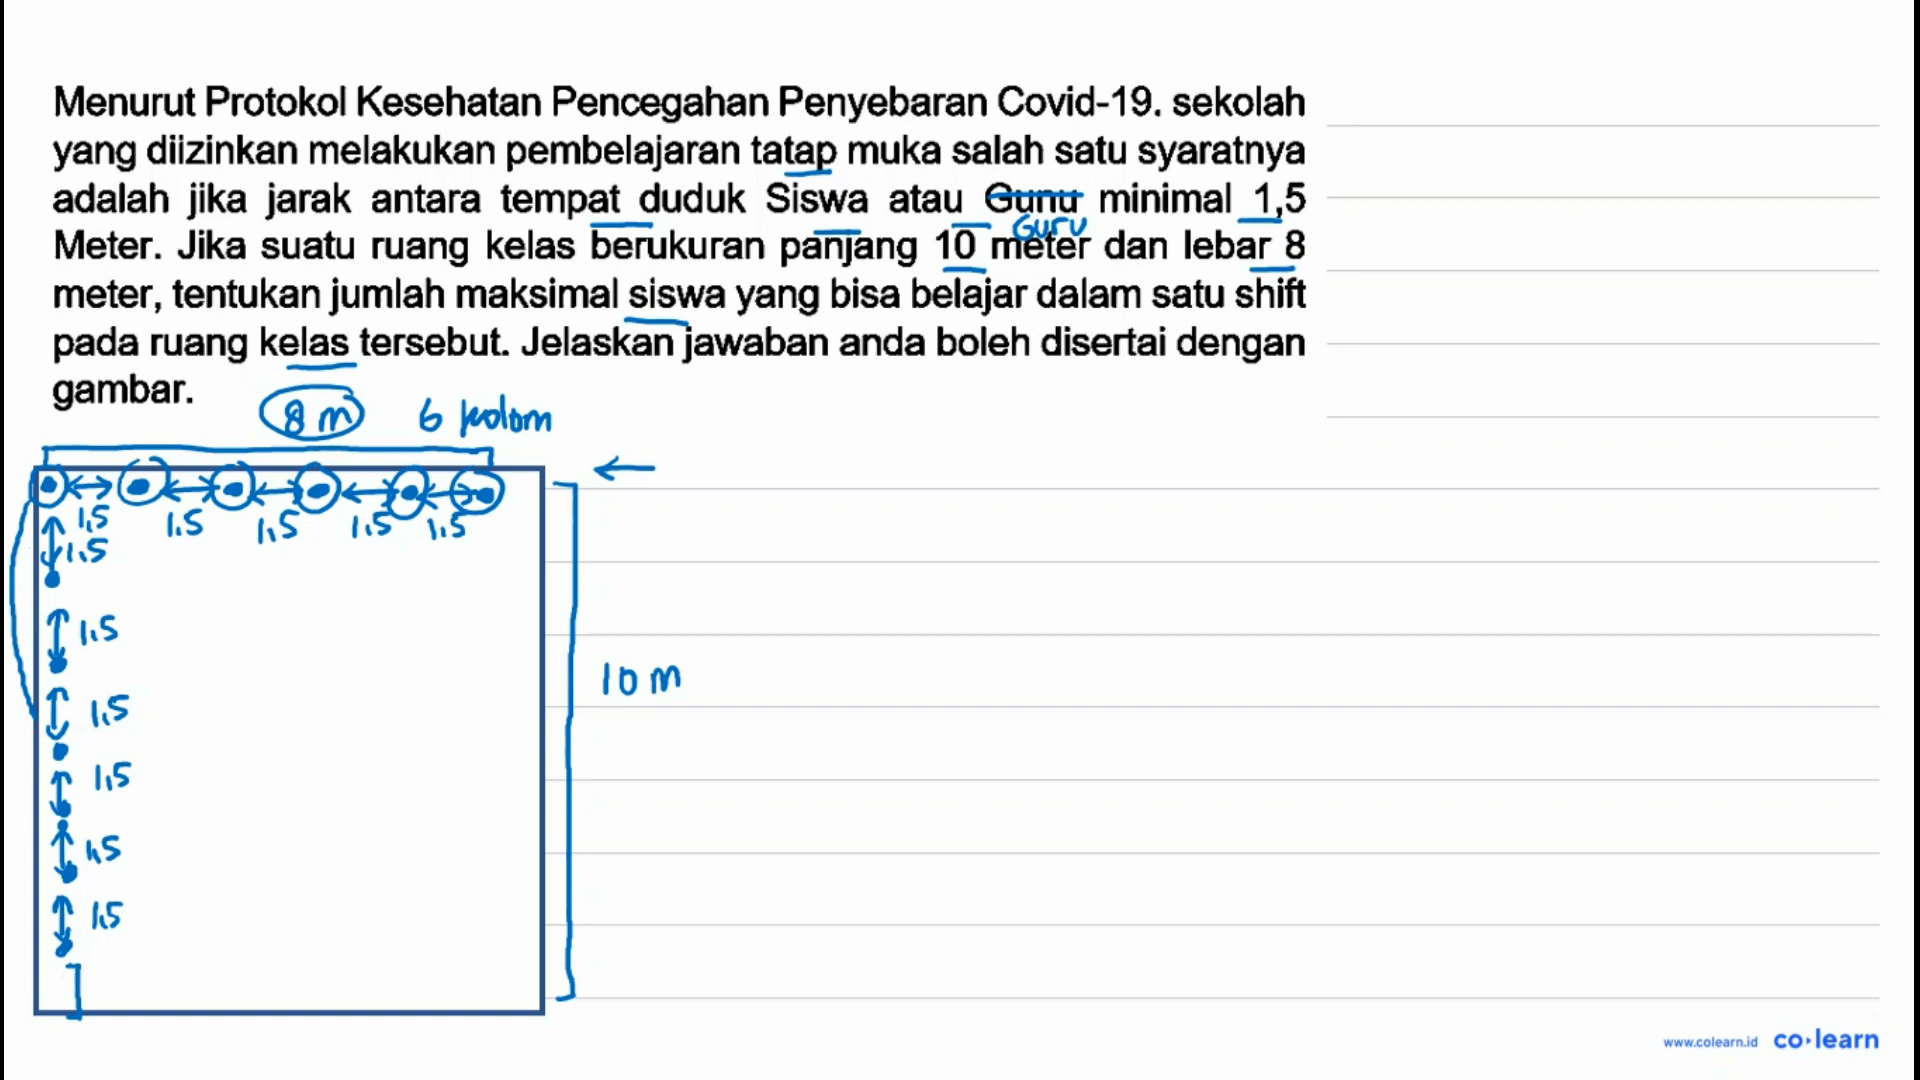 Menurut Protokol Kesehatan Pencegahan Penyebaran Covid-19. sekolah
yang diizinkan melakukan pembelajaran tatap muka salah satu syaratnya
adalah jika jarak antara tempat duduk Siswa atau Gunu minimal 1,5
Guru
Meter. Jika suatu ruang kelas berukuran panjang 10 meter dan lebar 8
meter, tentukan jumlah maksimal siswa yang bisa belajar dalam satu shift
pada ruang kelas tersebut. Jelaskan jawaban anda boleh disertai dengan
gambar.
8 m 6 kolom
1,5 1.5 1,5 1.5 1.5
1.5
1.5
10 m
1.5
1,5
1,5
1.5
www.colearn.id co·learn